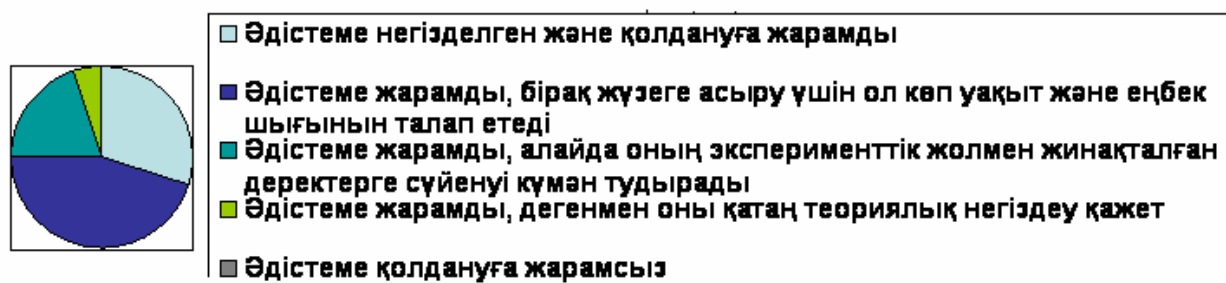 Әдістеме негізделген және қолдануға жарамды
Әдістеме жарамды, бірақ жүзеге асыру үшін ол көп уақыт және еңбек
шығынын талап етеді
Әдістеме жарамды, алайда оның эксперименттік жолмен жинақталған
деректерге сүйенуі күмән тудырады
Әдістеме жарамды, дегенмен оны қатаң теориялық негіздеу қажет
Әдістеме қолдануға жарамсыз